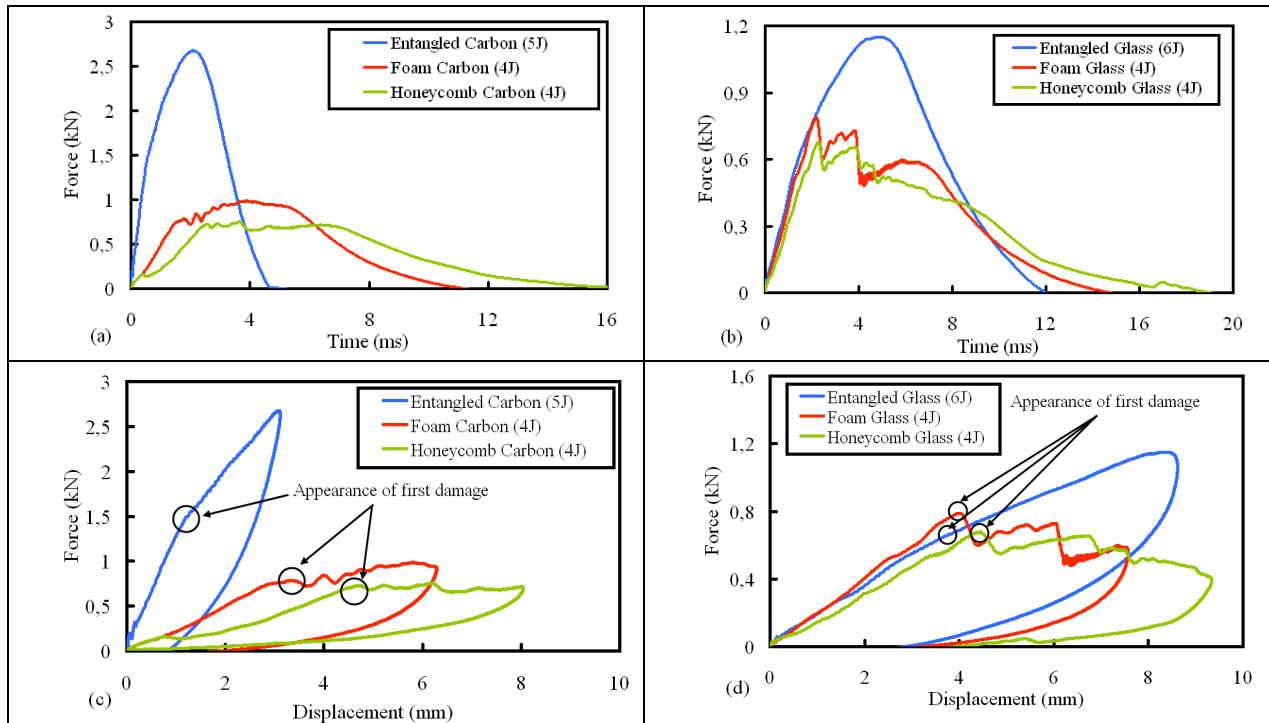 3
2,5
2
1,5
1
0,5
0
Force (kN)
Entangled Carbon (5J)
Foam Carbon (4J)
Honeycomb Carbon (4J)
0 4 8 12 16
(a)
Time (ms)
1,2
0,9
0,6
0,3
0
Force (kN)
Entangled Glass (6J)
Foam Glass (4J)
Honeycomb Glass (4J)
0 4 8 12 16 20
(b)
Time (ms)
3
2,5
2
1,5
1
0,5
0
Force (kN)
Entangled Carbon (5J)
Foam Carbon (4J)
Honeycomb Carbon (4J)
Appearance of first damage
0 2 4 6 8 10
(c)
Displacement (mm)
1,6
1,2
0,8
0,4
0
Force (kN)
Entangled Glass (6J)
Foam Glass (4J)
Honeycomb Glass (4J)
Appearance of first damage
0 2 4 6 8 10
(d)
Displacement (mm)